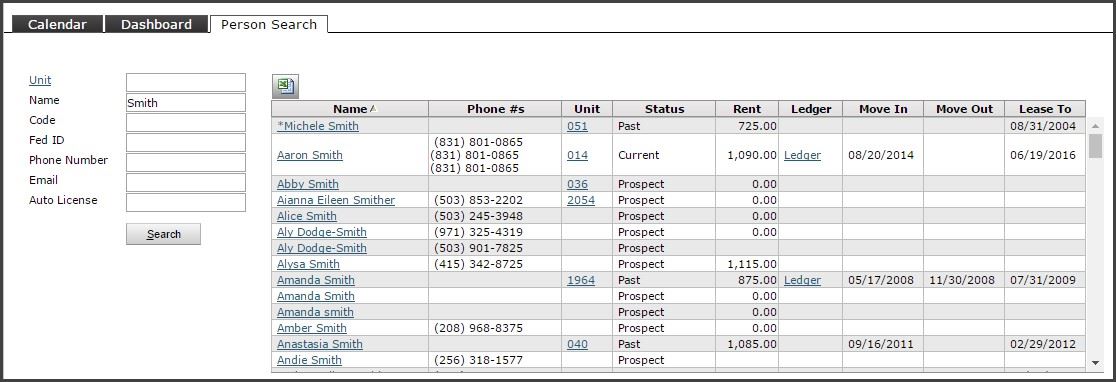 Calendar Dashboard Person Search
Unit
Name Smith
Code
Fed ID
Phone Number
Email
Auto License
Search
Name Phone #s Unit Status Rent Ledger Move In Move Out Lease To
*Michele Smith 051 Past 725.00 08/31/2004
(831) 801-0865
Aaron Smith (831) 801-0865 014 Current 1,090.00 Ledger 08/20/2014 06/19/2016
(831) 801-0865
Abby Smith 036 Prospect 0.00
Aianna Eileen Smither (503) 853-2202 2054 Prospect 0.00
Alice Smith (503) 245-3948 Prospect 0.00
Aly Dodge-Smith (971) 325-4319 Prospect 0.00
Aly Dodge-Smith (503) 901-7825 Prospect
Alysa Smith (415) 342-8725 Prospect 1,115.00
Amanda Smith 1964 Past 875.00 Ledger 05/17/2008 11/30/2008 07/31/2009
Amanda Smith Prospect 0.00
Amanda smith Prospect 0.00
Amber Smith (208) 968-8375 Prospect 0.00
Anastasia Smith 040 Past 1,085.00 09/16/2011 02/29/2012
Andie Smith (256) 318-1577 Prospect